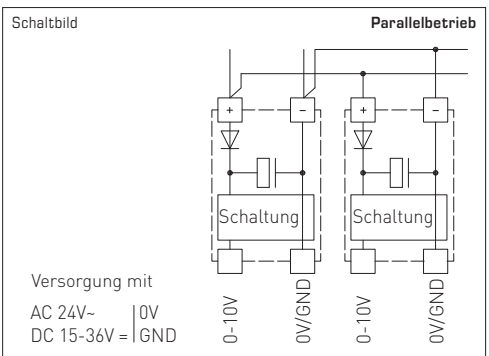 Schaltbild
Parallelbetrieb
+
–
+
–
Schaltung
Schaltung
Versorgung mit
AC 24V~ | 0V
DC 15-36V = | GND
0-10V
0V/GND
0-10V
0V/GND